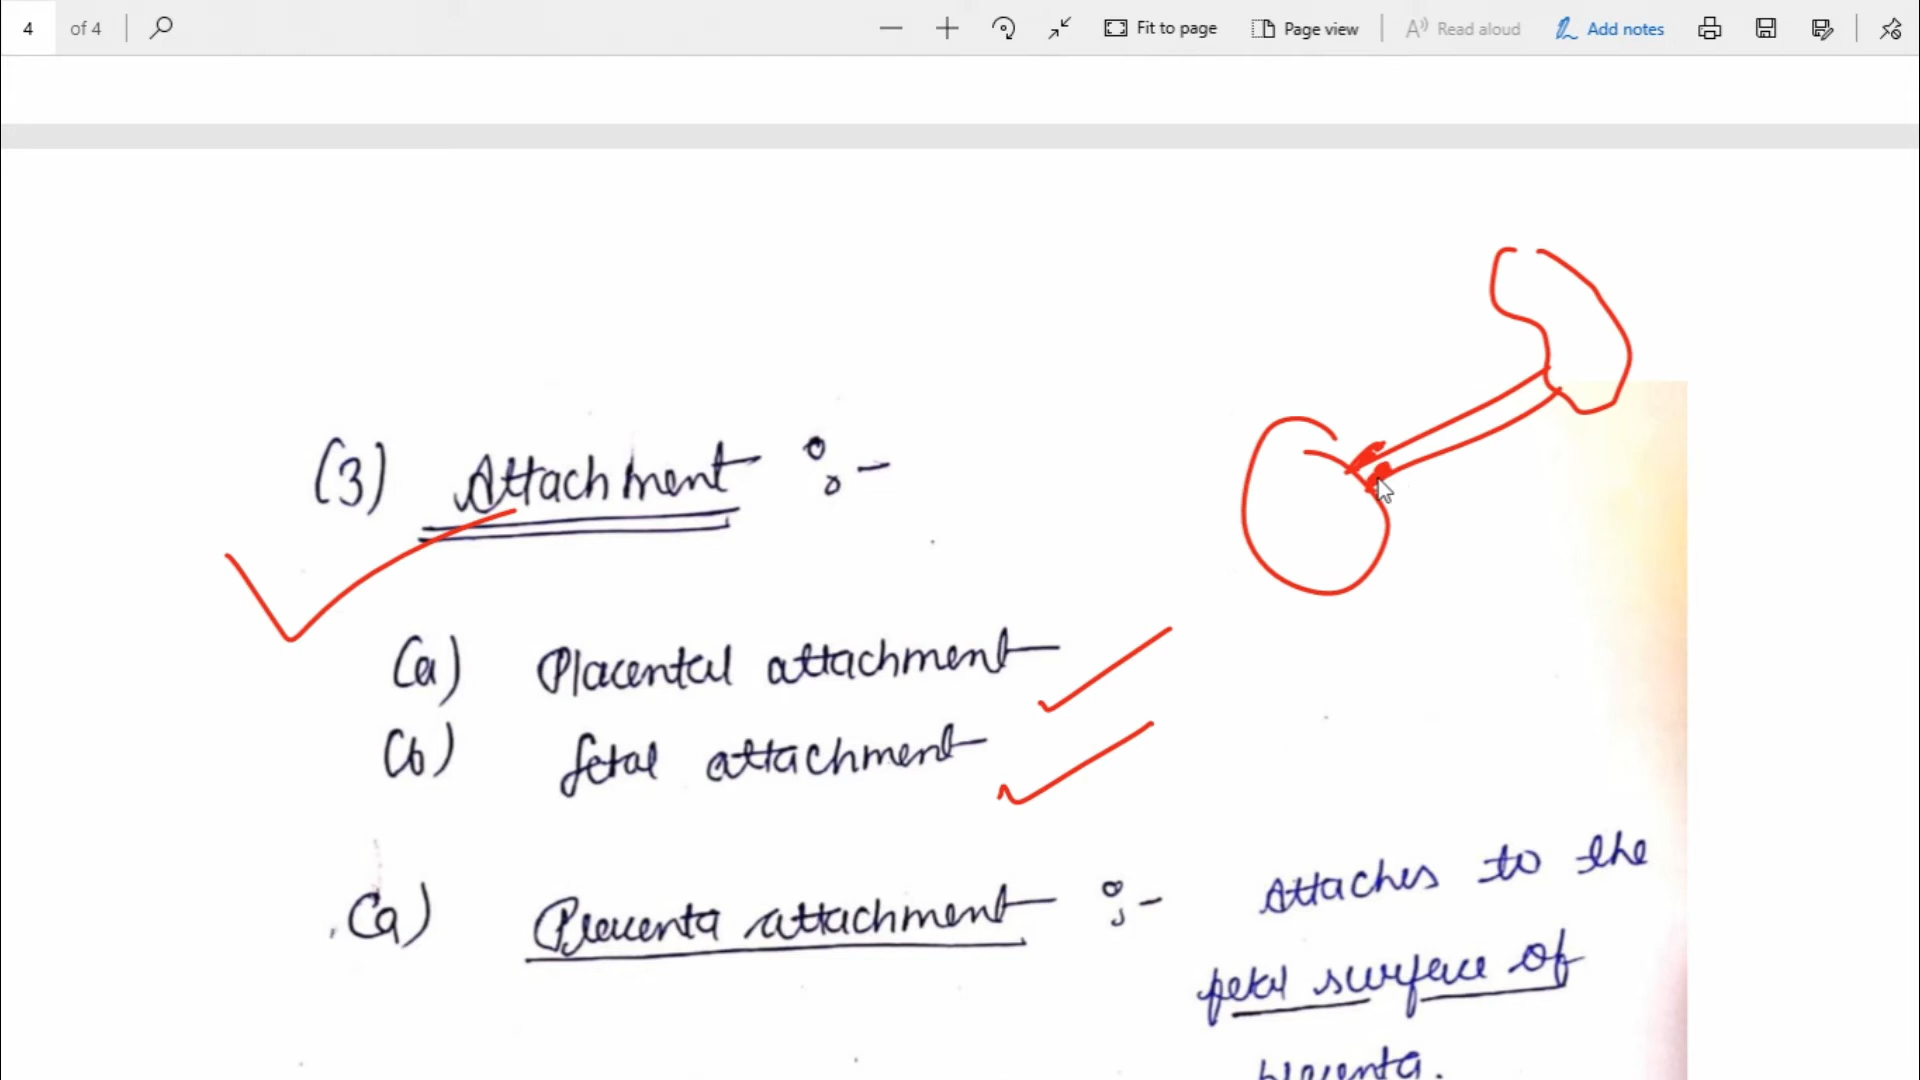 4 of 4 Fit to page Page view Read aloud Add notes
(3) Attachment :-
(a) Placental attachment
(b) fetal attachment
(a) Placenta attachment :- Attaches to the
fetal surface of
placenta.